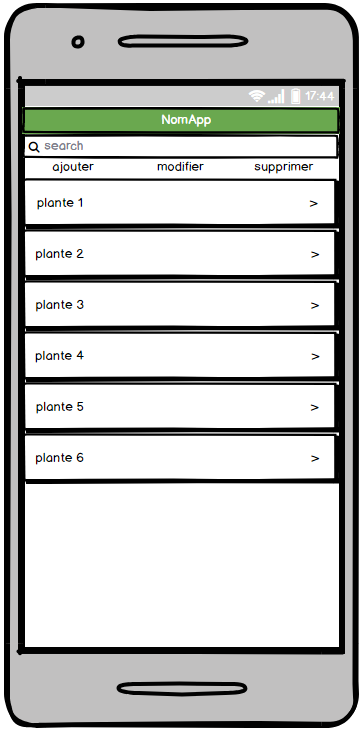 17:44
NomApp
search
ajouter modifier supprimer
plante 1 >
plante 2 >
plante 3 >
plante 4 >
plante 5 >
plante 6 >